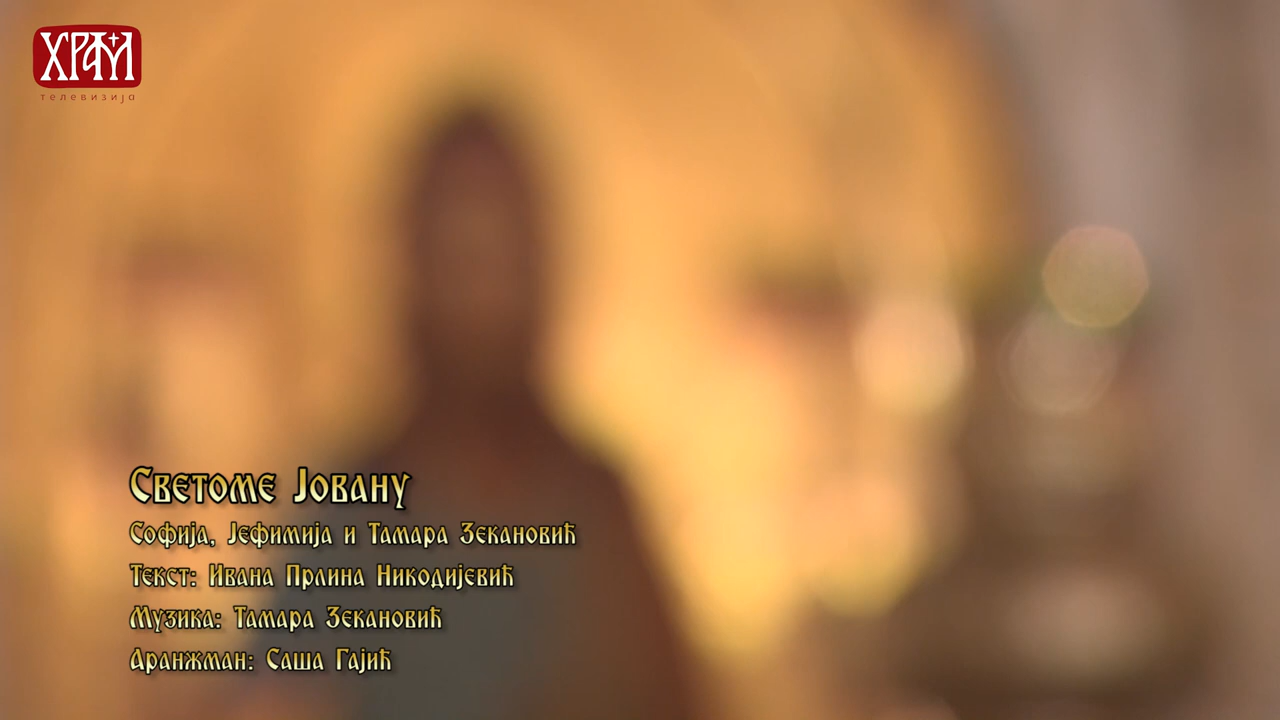 ХРАМ
телевизија
Светоме Јовану
Софија, Јефимија и Тамара Зекановић
Текст: Ивана Прлина Никодијевић
Музика: Тамара Зекановић
Аранжман: Саша Гајић